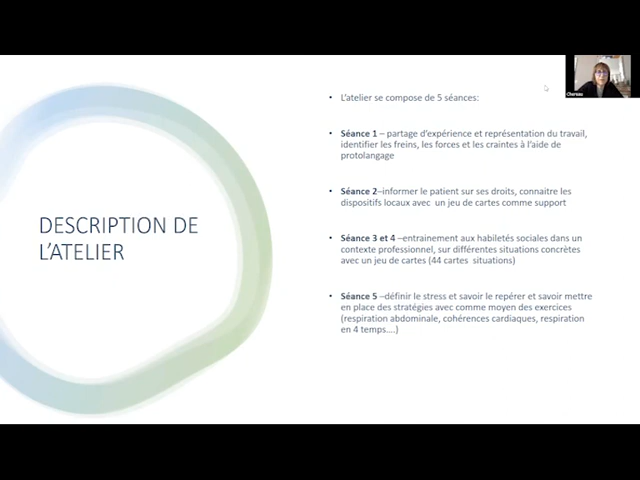 DESCRIPTION DE
L'ATELIER
• L'atelier se compose de 5 séances:
• Séance 1 – partage d'expérience et représentation du travail,
identifier les freins, les forces et les craintes à l'aide de
protolangage
• Séance 2–informer le patient sur ses droits, connaitre les
dispositifs locaux avec un jeu de cartes comme support
• Séance 3 et 4 –entrainement aux habiletés sociales dans un
contexte professionnel, sur différentes situations concrètes
avec un jeu de cartes (44 cartes situations)
• Séance 5 –définir le stress et savoir le repérer et savoir mettre
en place des stratégies avec comme moyen des exercices
(respiration abdominale, cohérences cardiaques, respiration
en 4 temps….)
Chereau